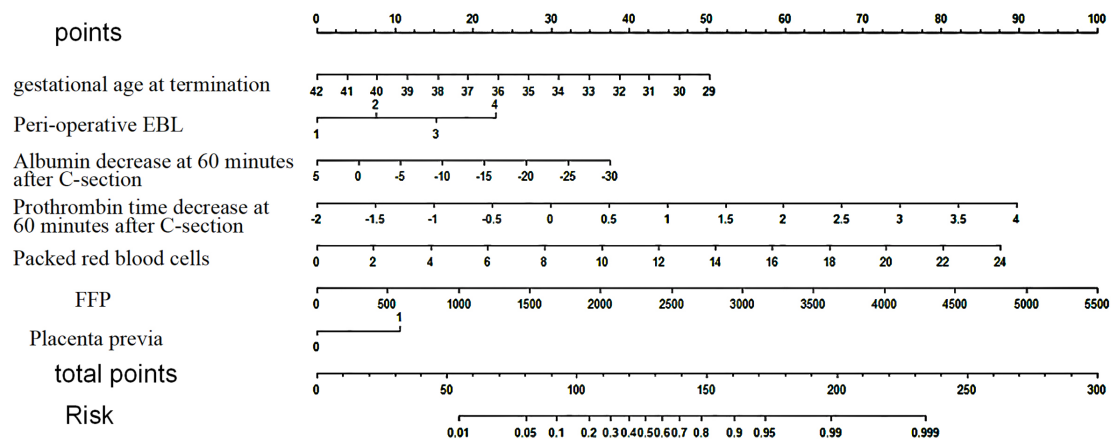 points 0 10 20 30 40 50 60 70 80 90 100
gestational age at termination 42 41 40 39 38 37 36 35 34 33 32 31 30 29
2 4
Peri-operative EBL
1 3
Albumin decrease at 60 minutes
after C-section 5 0 -5 -10 -15 -20 -25 -30
Prothrombin time decrease at
60 minutes after C-section -2 -1.5 -1 -0.5 0 0.5 1 1.5 2 2.5 3 3.5 4
Packed red blood cells 0 2 4 6 8 10 12 14 16 18 20 22 24
FFP 0 500 1000 1500 2000 2500 3000 3500 4000 4500 5000 5500
1
Placenta previa 0
total points 0 50 100 150 200 250 300
Risk 0.01 0.05 0.1 0.2 0.3 0.4 0.5 0.6 0.7 0.8 0.9 0.95 0.99 0.999